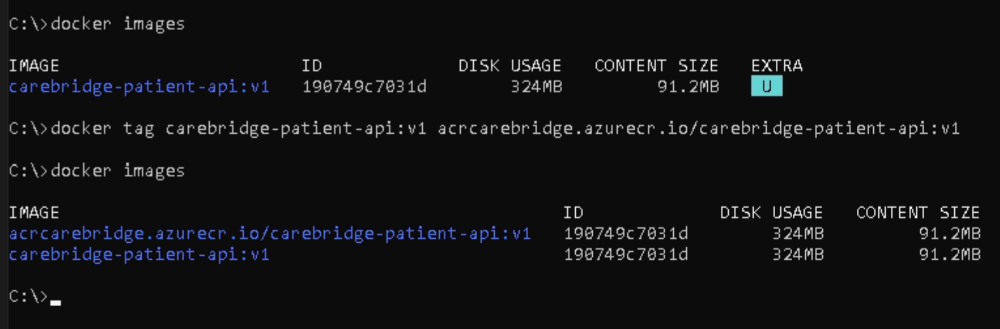 C:\>docker images
IMAGE ID DISK USAGE CONTENT SIZE EXTRA
carebridge-patient-api:v1 190749c7031d 324MB 91.2MB U
C:\>docker tag carebridge-patient-api:v1 acrcarebridge.azurecr.io/carebridge-patient-api:v1
C:\>docker images
IMAGE ID DISK USAGE CONTENT SIZE
acrcarebridge.azurecr.io/carebridge-patient-api:v1 190749c7031d 324MB 91.2MB
carebridge-patient-api:v1 190749c7031d 324MB 91.2MB
C:\>